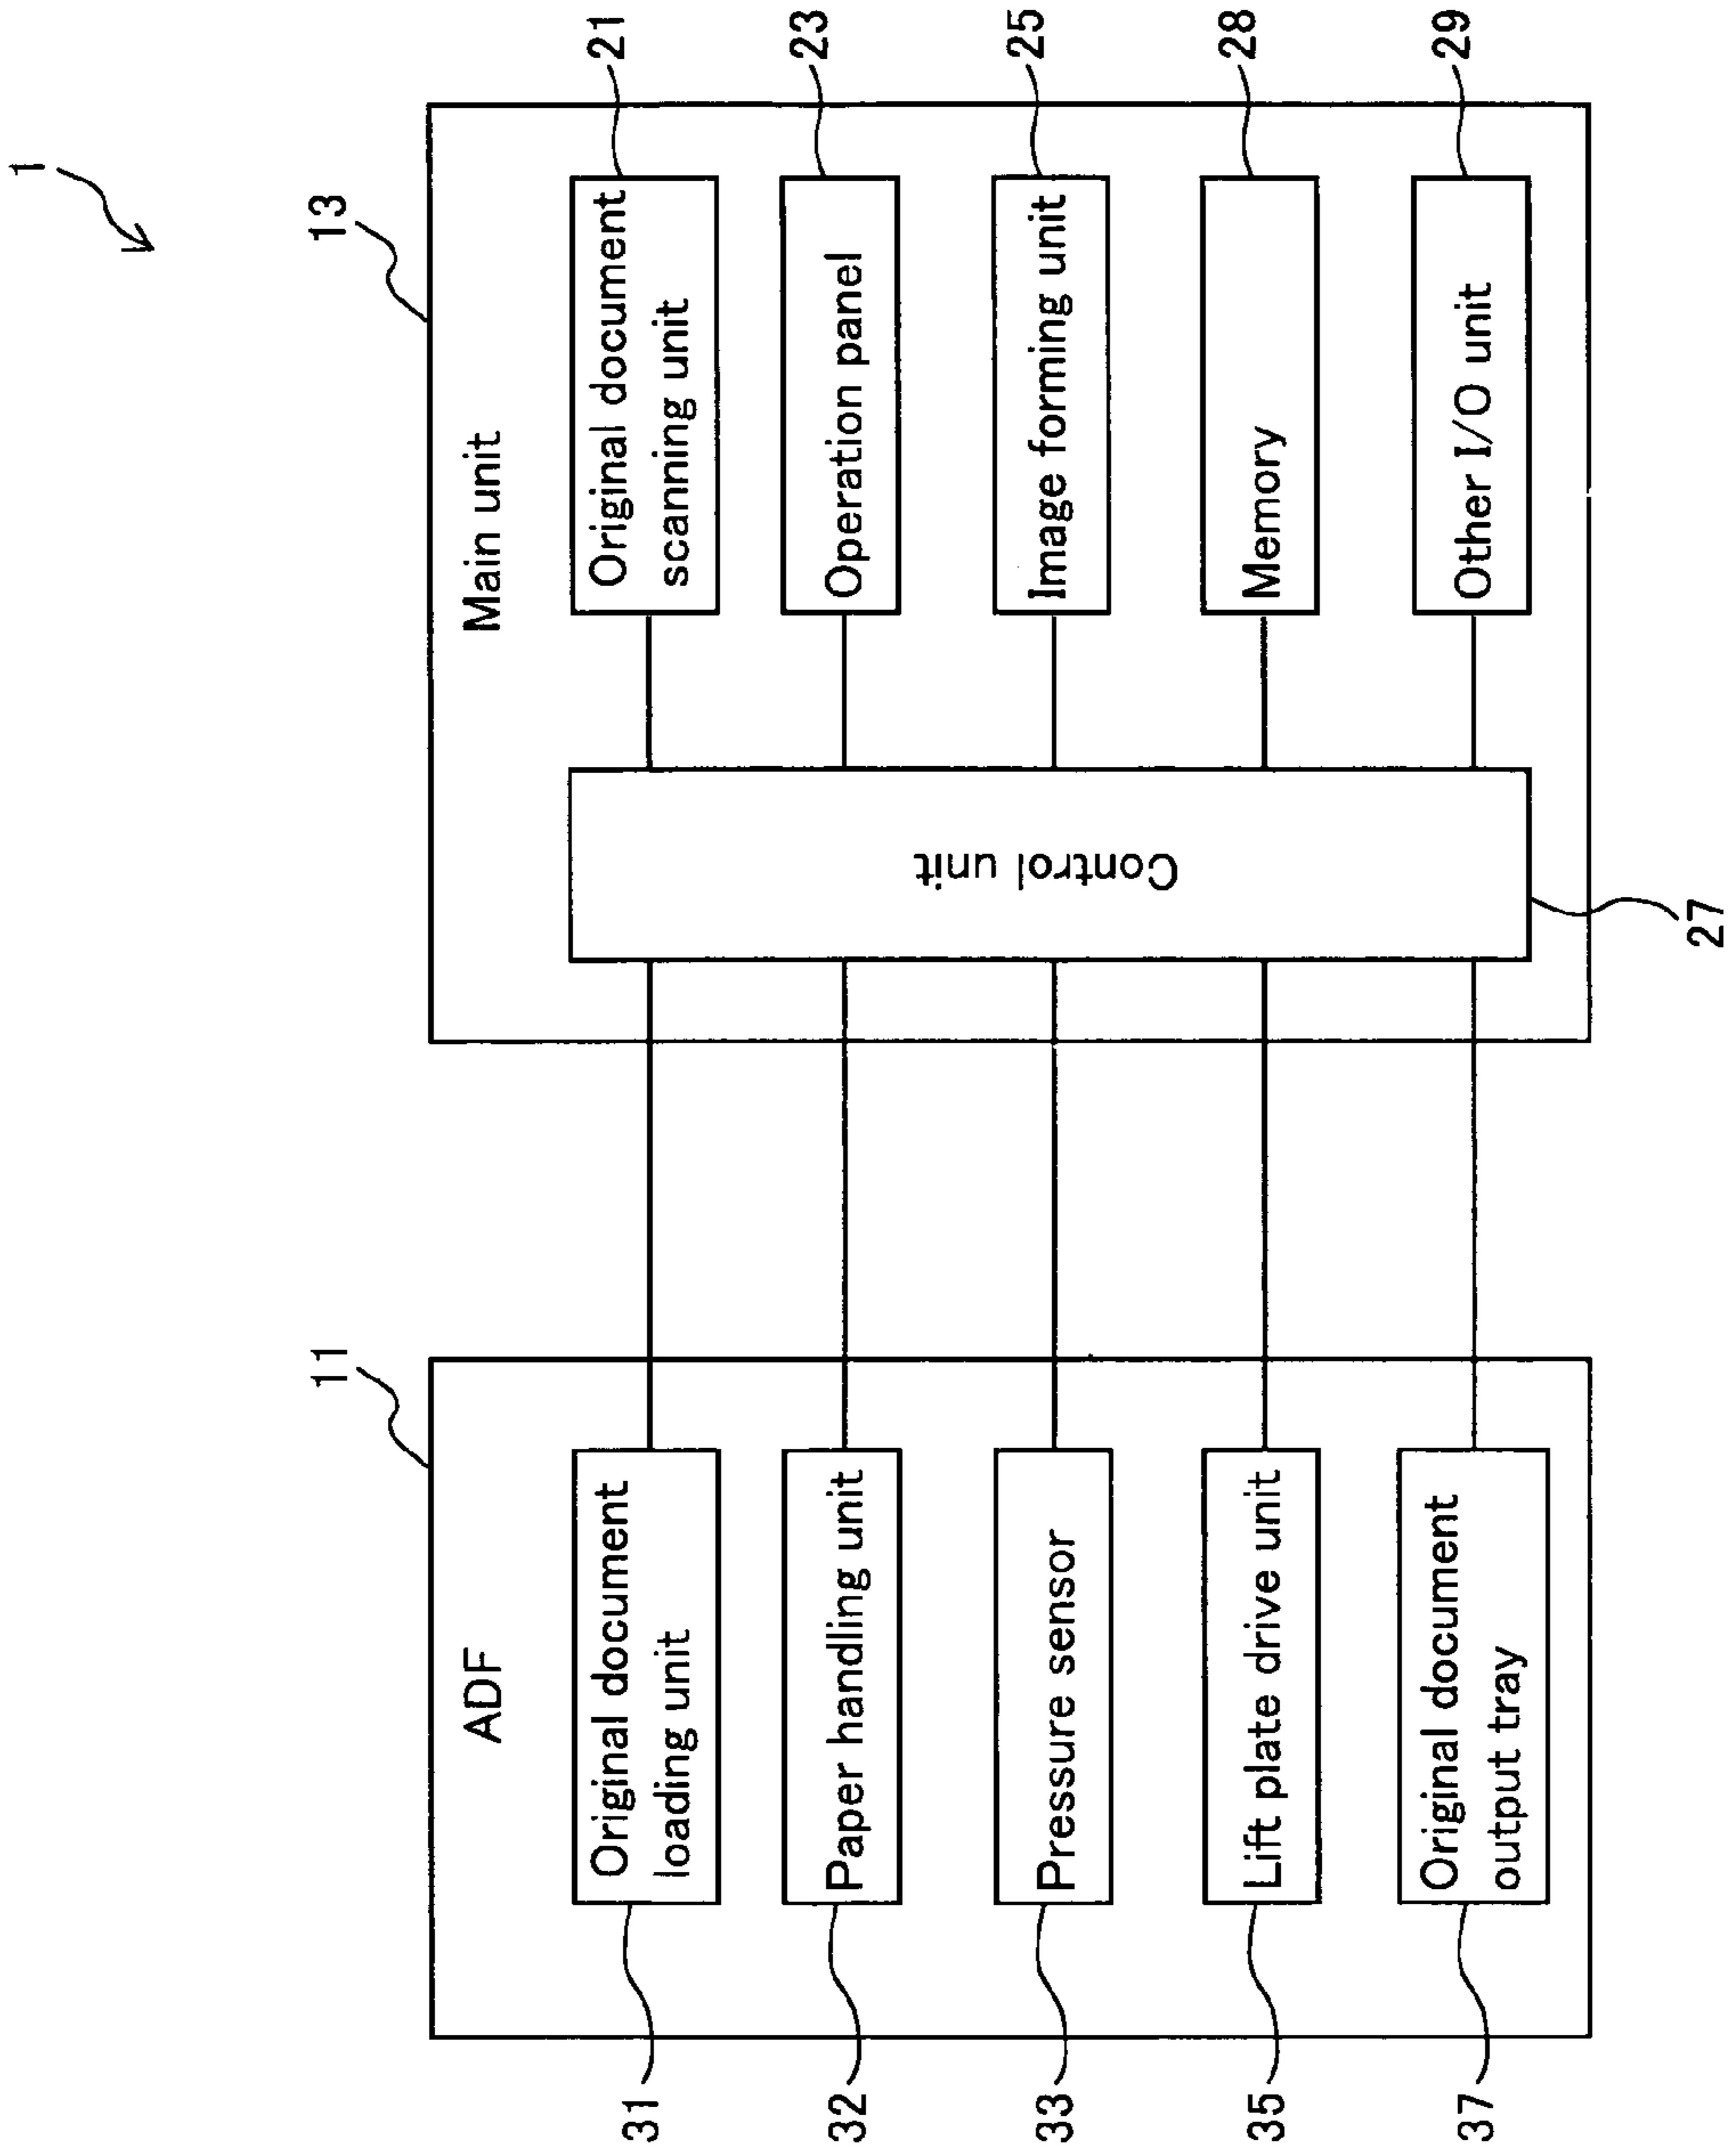 1
11
13
ADF
Main unit
31
Original document
loading unit
Original document
scanning unit
21
32
Paper handling unit
Operation panel
23
33
Pressure sensor
Control unit
Image forming unit
25
35
Lift plate drive unit
Memory
28
37
Original document
output tray
Other I/O unit
29
27